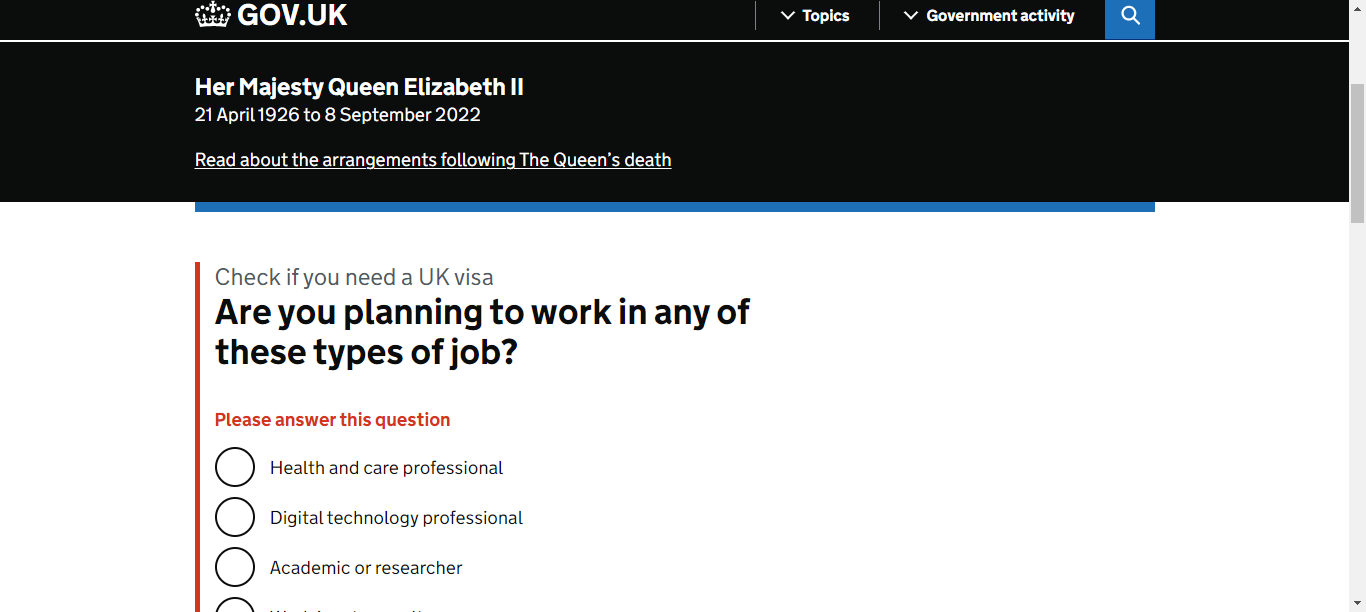 GOV.UK
Topics
Government activity
Her Majesty Queen Elizabeth II
21 April 1926 to 8 September 2022
Read about the arrangements following The Queen’s death
Check if you need a UK visa
Are you planning to work in any of
these types of job?
Please answer this question
Health and care professional
Digital technology professional
Academic or researcher